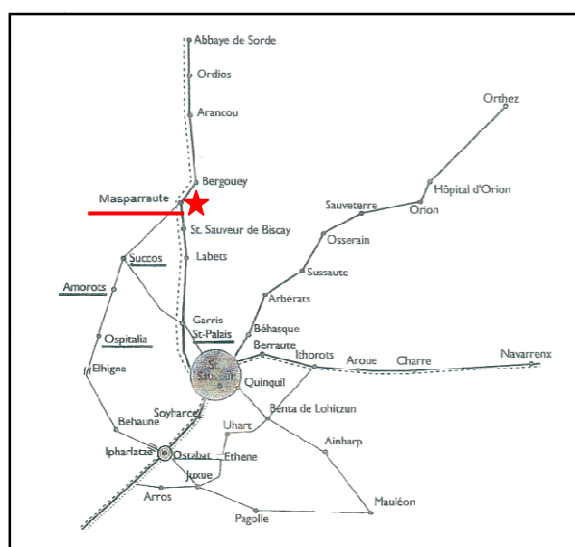 Abbaye de Sorde
Ordios
Arancou
Orthez
Bergouey
Hôpital d'Orion
Masparraute
Orion
Sauveterre
St. Sauveur de Biscay
Osserain
Succos
Labets
Sussaute
Amorots
Arbérats
Garris
St-Palais
Béhasque
Ospitalia
Berraute
Ithorots
Aroue
Charre
Navarrenx
Elhigne
Quinquil
Soyharce
Benta de Lohitzun
Behaune
Uhart
Ainharp
Ipharlatze
Ostabat
Ethene
Juxue
Arros
Mauléon
Pagolle